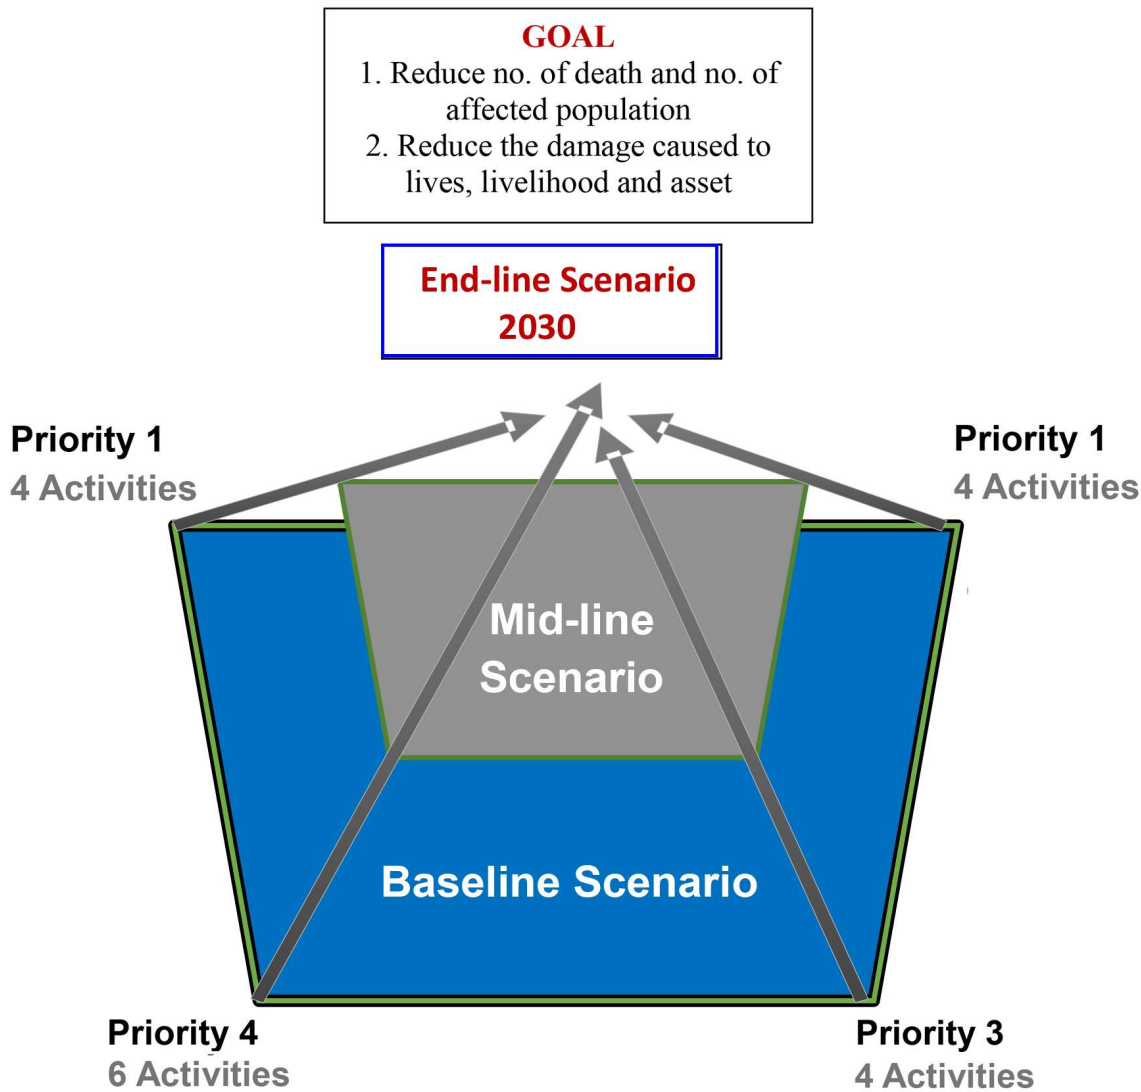 GOAL
1. Reduce no. of death and no. of
affected population
2. Reduce the damage caused to
lives, livelihood and asset
End-line Scenario
2030
Priority 1
4 Activities
Priority 1
4 Activities
Mid-line
Scenario
Baseline Scenario
Priority 4
6 Activities
Priority 3
4 Activities